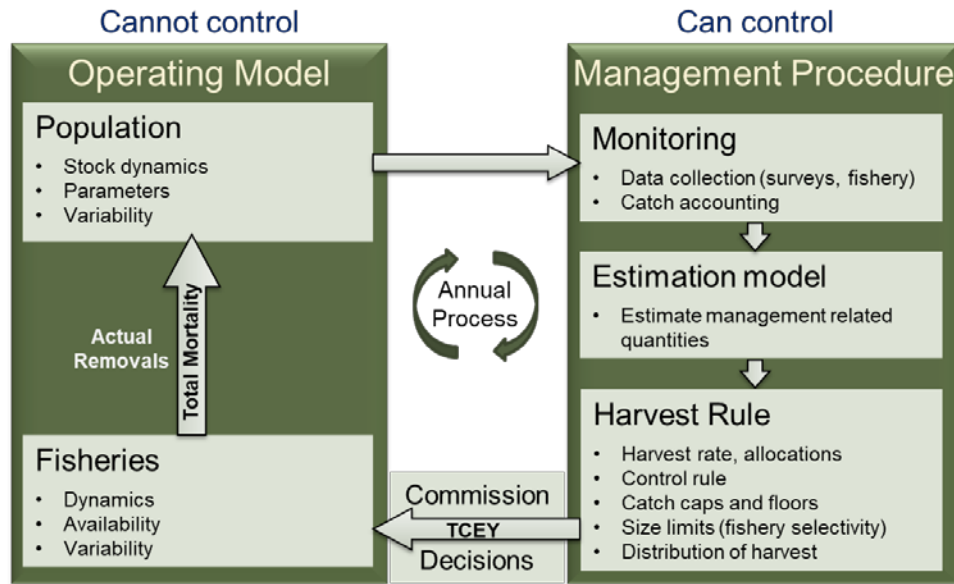 Cannot control
Can control
Operating Model
Population
• Stock dynamics
• Parameters
• Variability
Actual
Removals
Total Mortality
Fisheries
• Dynamics
• Availability
• Variability
Annual
Process
Commission
TCEY
Decisions
Management Procedure
Monitoring
• Data collection (surveys, fishery)
• Catch accounting
Estimation model
• Estimate management related
quantities
Harvest Rule
• Harvest rate, allocations
• Control rule
• Catch caps and floors
• Size limits (fishery selectivity)
• Distribution of harvest